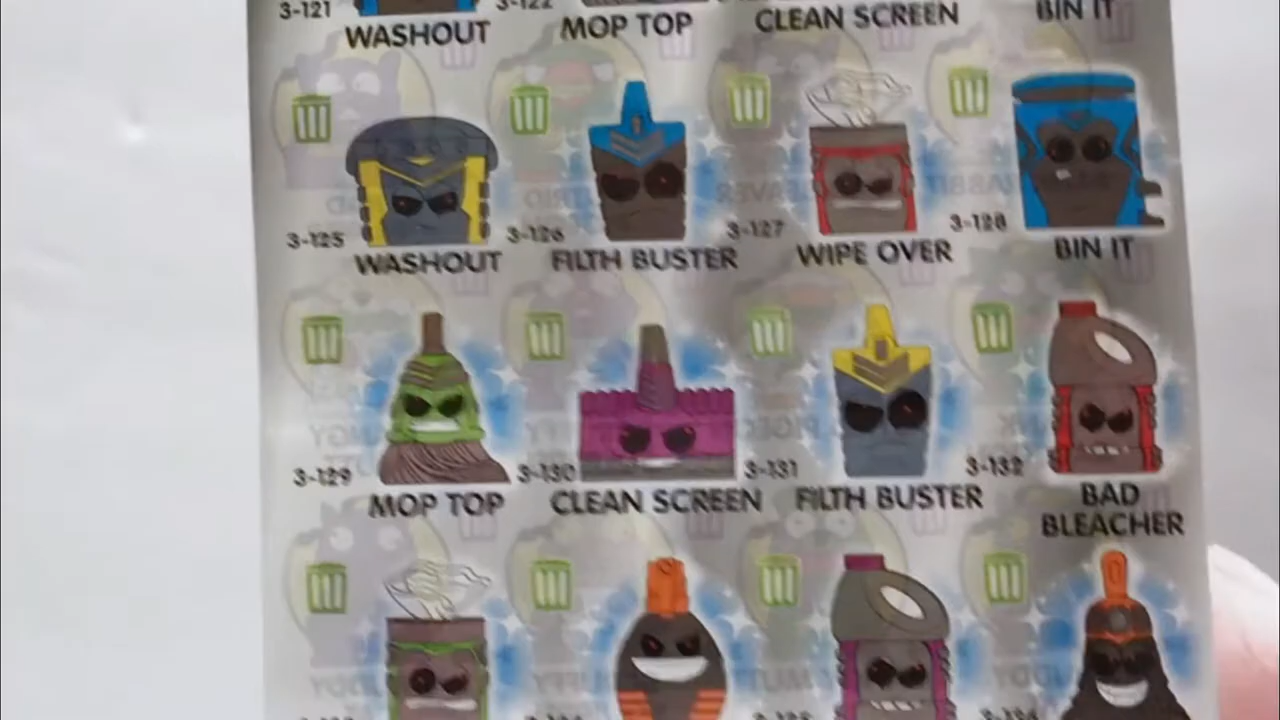 3-121
3-122
WASHOUT
MOP TOP
CLEAN SCREEN
BIN IT
3-125
3-126
3-127
3-128
WASHOUT
FILTH BUSTER
WIPE OVER
BIN IT
3-129
3-130
3-131
3-132
MOP TOP
CLEAN SCREEN
FILTH BUSTER
BAD
BLEACHER